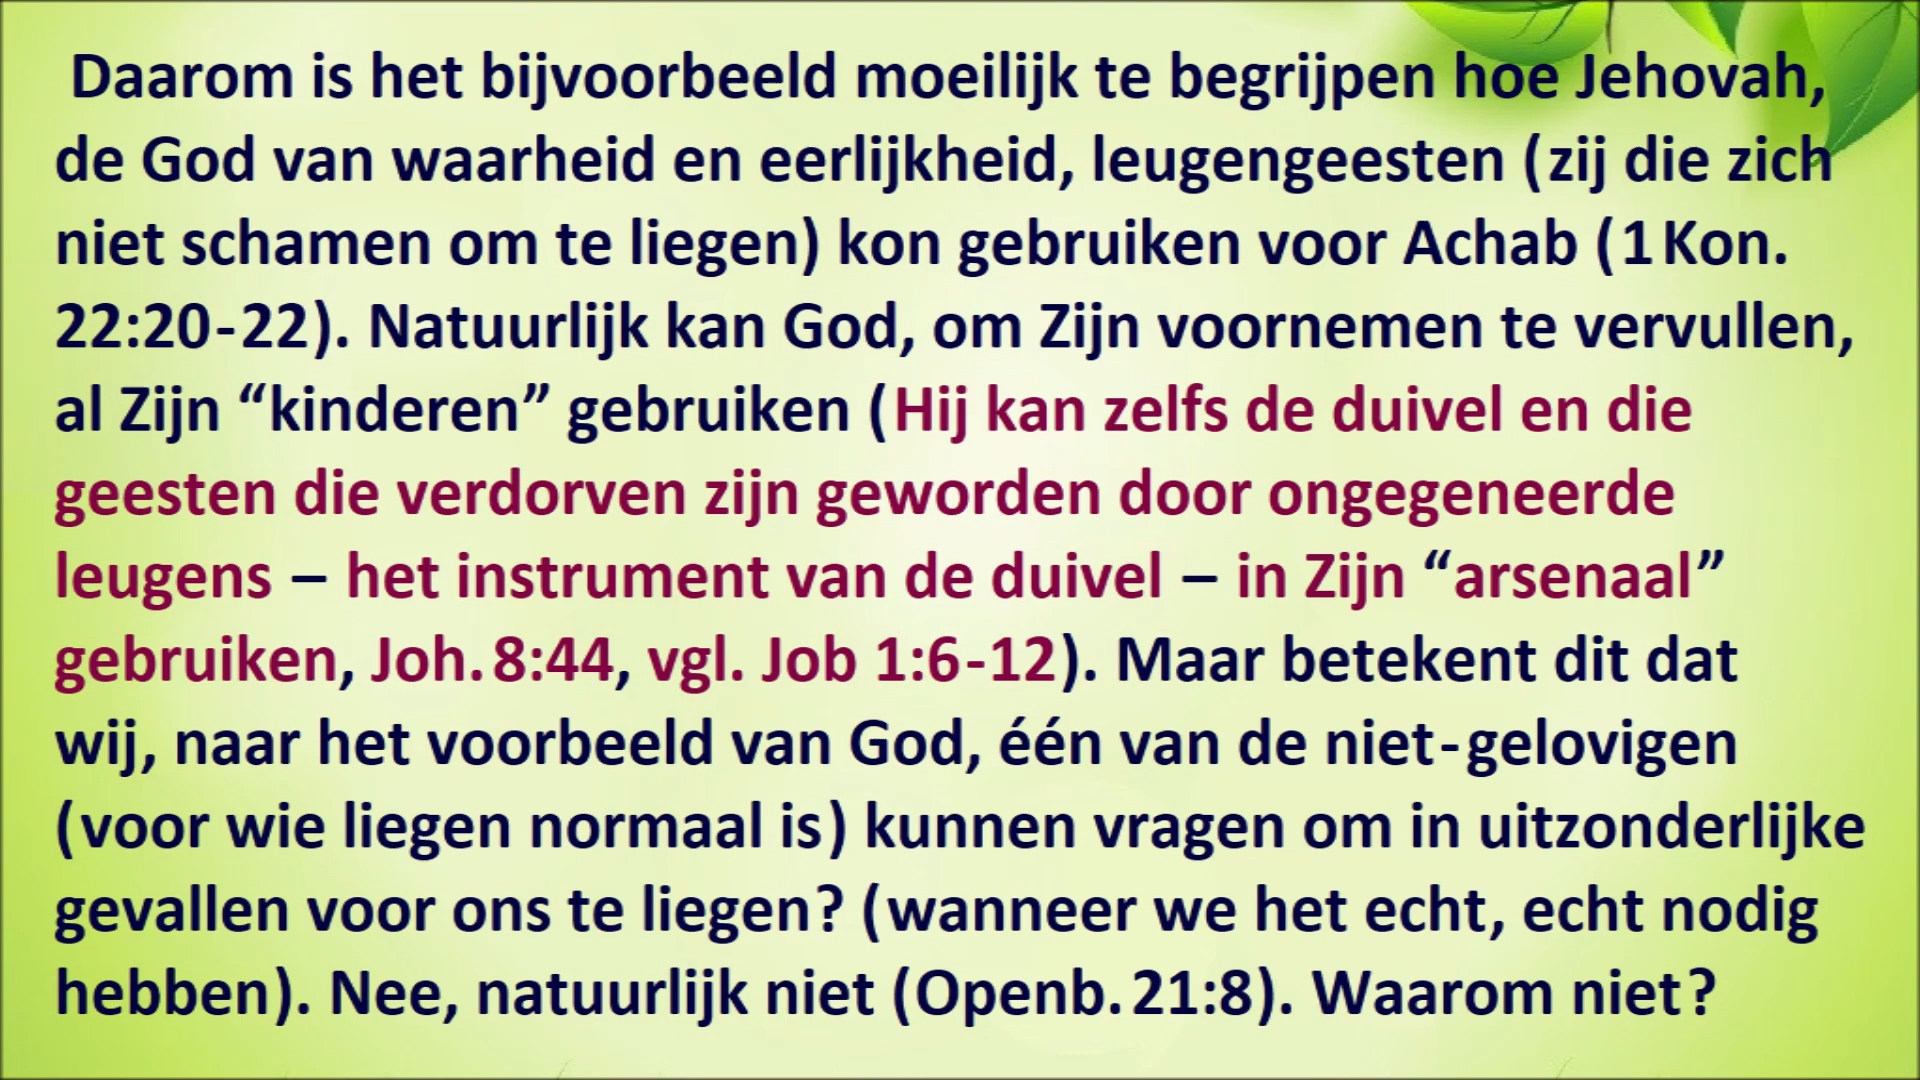 Daarom is het bijvoorbeeld moeilijk te begrijpen hoe Jehovah,
de God van waarheid en eerlijkheid, leugengeesten (zij die zich
niet schamen om te liegen) kon gebruiken voor Achab (1 Kon.
22:20-22). Natuurlijk kan God, om Zijn voornemen te vervullen,
al Zijn “kinderen” gebruiken (Hij kan zelfs de duivel en die
geesten die verdorven zijn geworden door ongegeneerde
leugens – het instrument van de duivel – in Zijn “arsenaal”
gebruiken, Joh. 8:44, vgl. Job 1:6-12). Maar betekent dit dat
wij, naar het voorbeeld van God, één van de niet-gelovigen
(voor wie liegen normaal is) kunnen vragen om in uitzonderlijke
gevallen voor ons te liegen? (wanneer we het echt, echt nodig
hebben). Nee, natuurlijk niet (Openb. 21:8). Waarom niet?